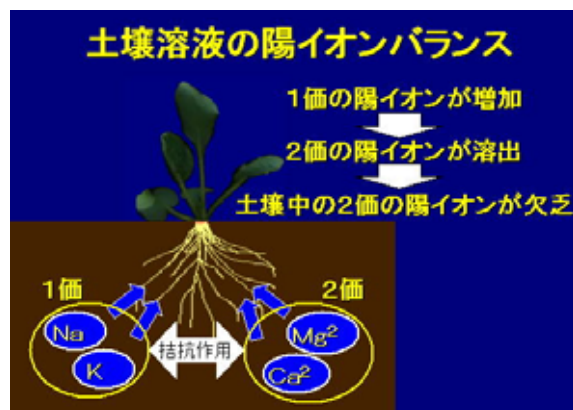 土壌溶液の陽イオンバランス
1価の陽イオンが増加
2価の陽イオンが溶出
土壌中の2価の陽イオンが欠乏
1価
2価
Na
K
拮抗作用
Mg²
Ca²